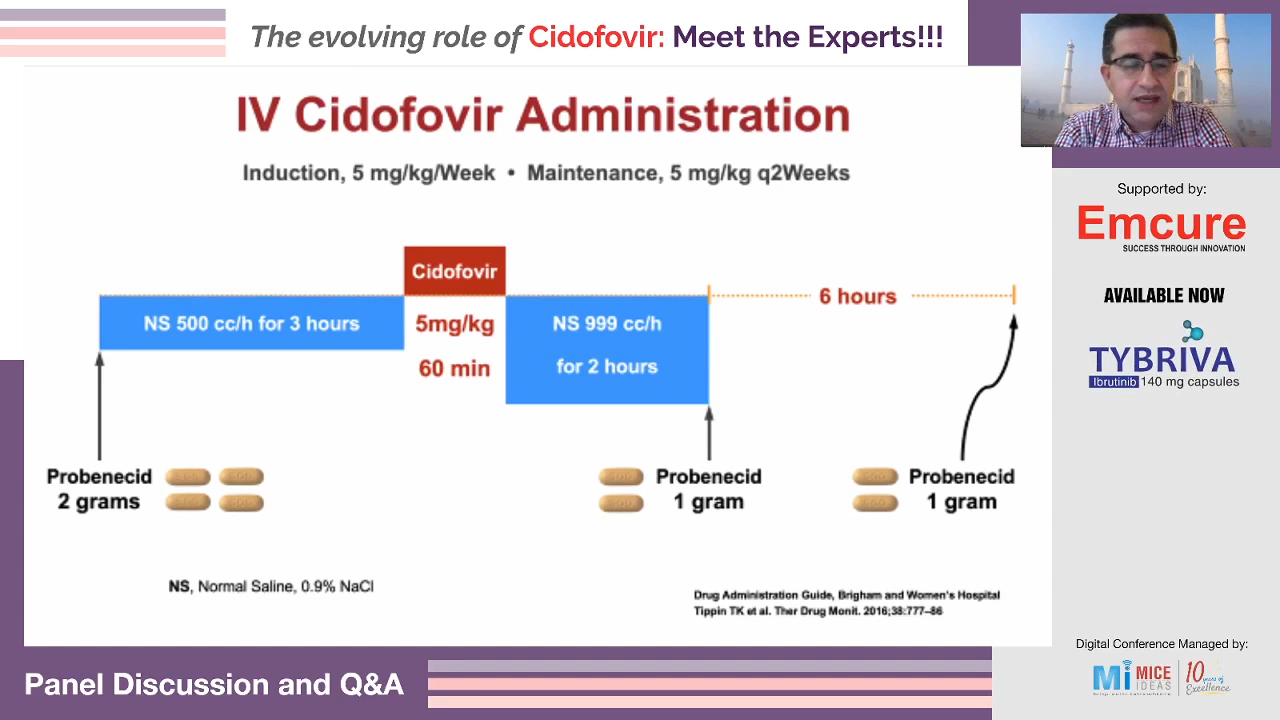 The evolving role of Cidofovir: Meet the Experts!!!
IV Cidofovir Administration
Induction, 5 mg/kg/Week • Maintenance, 5 mg/kg q2Weeks
Cidofovir
NS 500 cc/h for 3 hours
5mg/kg
60 min
NS 999 cc/h
for 2 hours
6 hours
Probenecid
2 grams
Probenecid
1 gram
Probenecid
1 gram
NS, Normal Saline, 0.9% NaCl
Drug Administration Guide, Brigham and Women's Hospital
Tippin TK et al. Ther Drug Monit. 2016;38:777–86
Supported by:
Emcure
SUCCESS THROUGH INNOVATION
AVAILABLE NOW
TYBRIVA
Ibrutinib 140 mg capsules
Digital Conference Managed by:
Mi MICE
IDEAS
10 years of
Excellence
Panel Discussion and Q&A